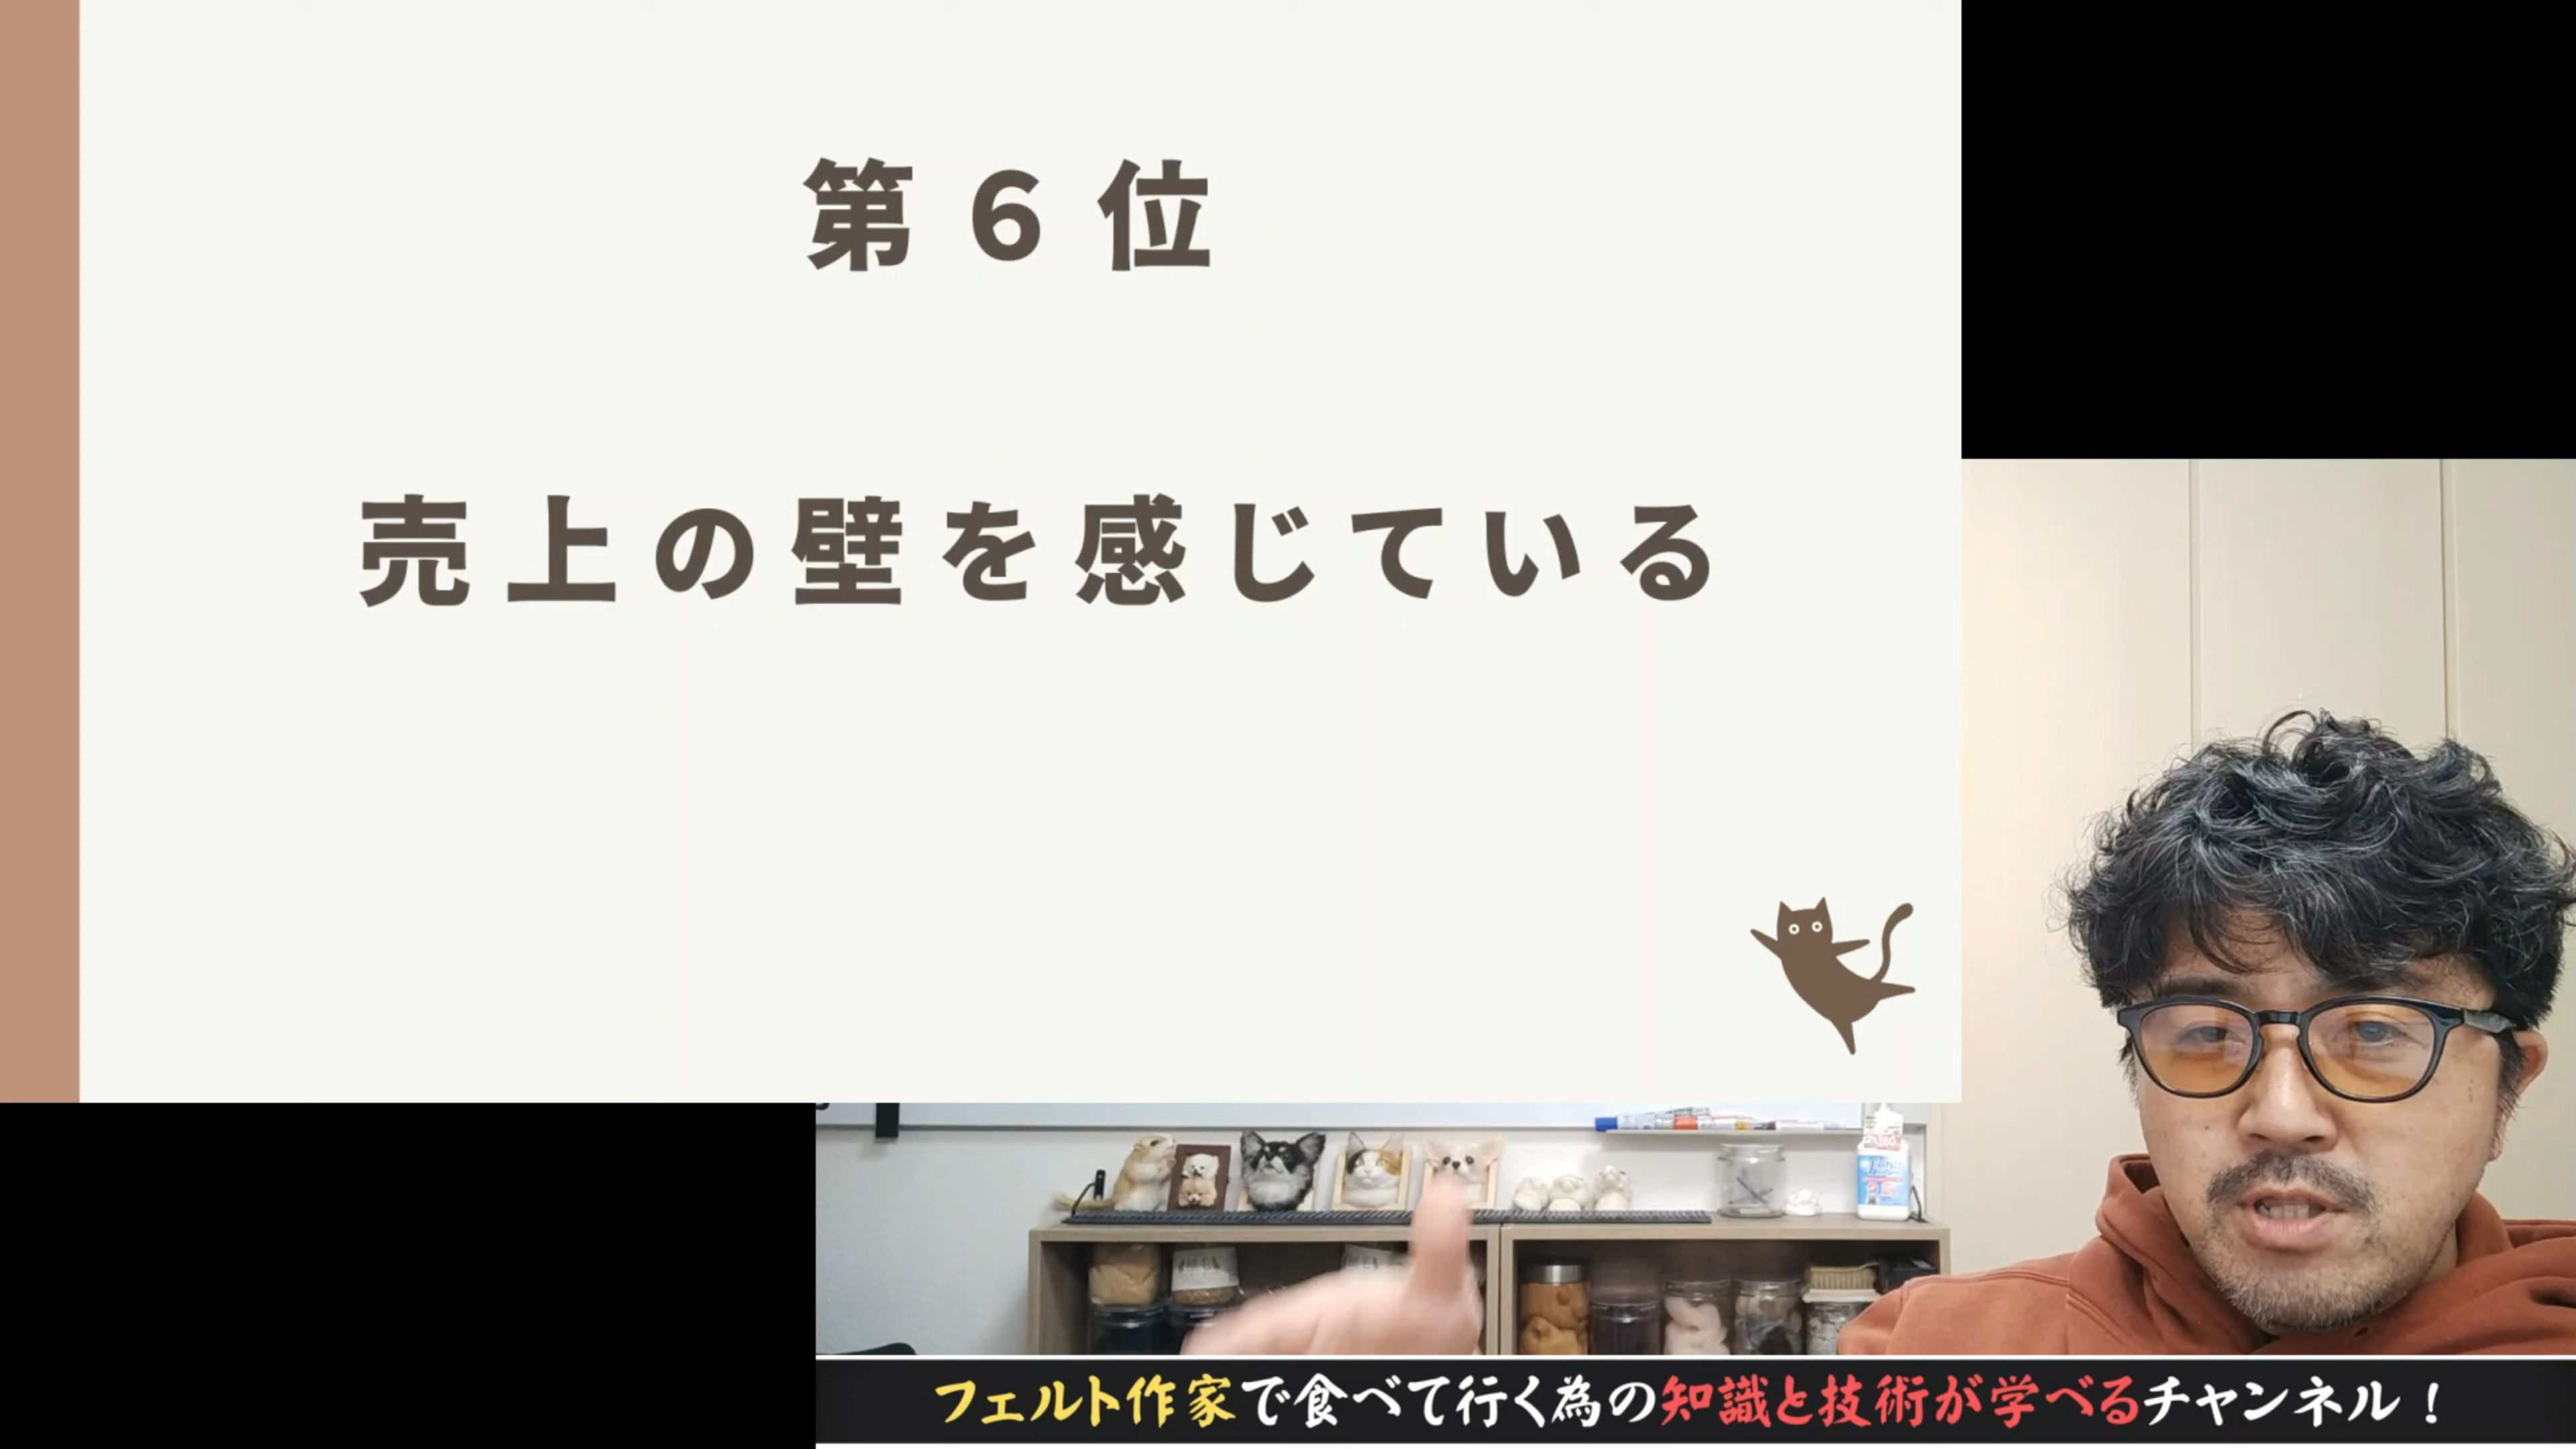 第6位
売上の壁を感じている
フェルト作家で食べて行く為の知識と技術が学べるチャンネル！